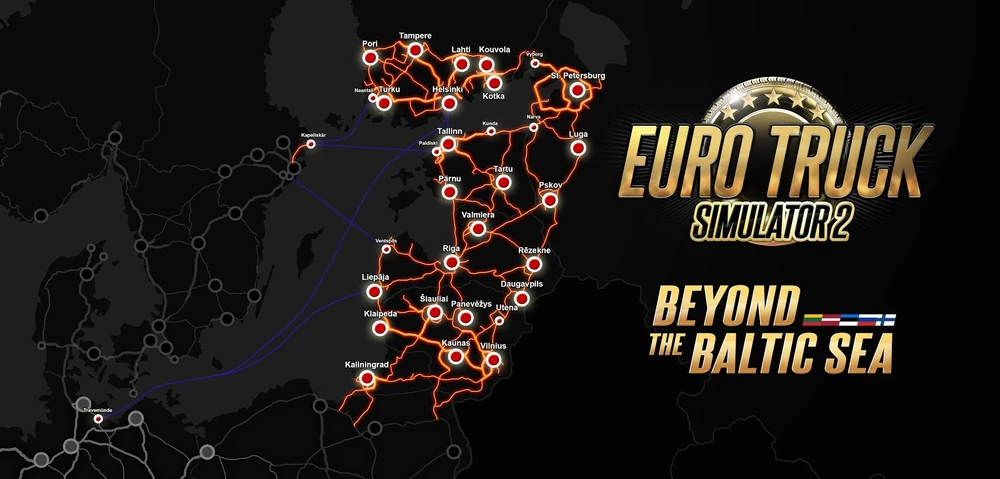 Pori
Tampere
Lahti
Kouvola
Vyborg
St. Petersburg
Naantali
Turku
Helsinki
Kotka
Kapellskär
Paldiski
Tallinn
Kunda
Narva
Luga
Pärnu
Tartu
Pskov
Valmiera
Ventspils
Riga
Rēzekne
Liepāja
Daugavpils
Klaipėda
Šiauliai
Panevėžys
Utena
Kaunas
Vilnius
Kaliningrad
Travemünde
EURO TRUCK
SIMULATOR 2
BEYOND
THE BALTIC SEA